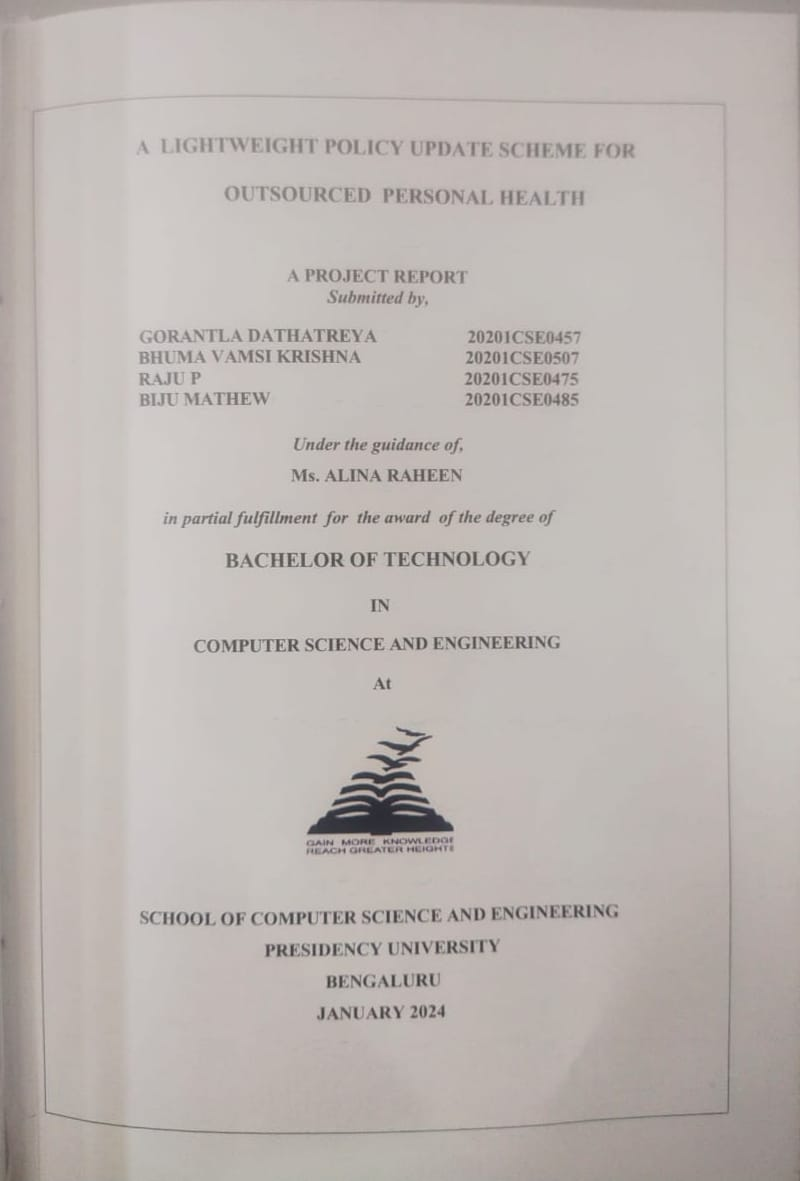 A LIGHTWEIGHT POLICY UPDATE SCHEME FOR
OUTSOURCED PERSONAL HEALTH
A PROJECT REPORT
Submitted by,
GORANTLA DATHATREYA 20201CSE0457
BHUMA VAMSI KRISHNA 20201CSE0507
RAJU P 20201CSE0475
BIJU MATHEW 20201CSE0485
Under the guidance of,
Ms. ALINA RAHEEN
in partial fulfillment for the award of the degree of
BACHELOR OF TECHNOLOGY
IN
COMPUTER SCIENCE AND ENGINEERING
At
GAIN MORE KNOWLEDGE
REACH GREATER HEIGHTS
SCHOOL OF COMPUTER SCIENCE AND ENGINEERING
PRESIDENCY UNIVERSITY
BENGALURU
JANUARY 2024